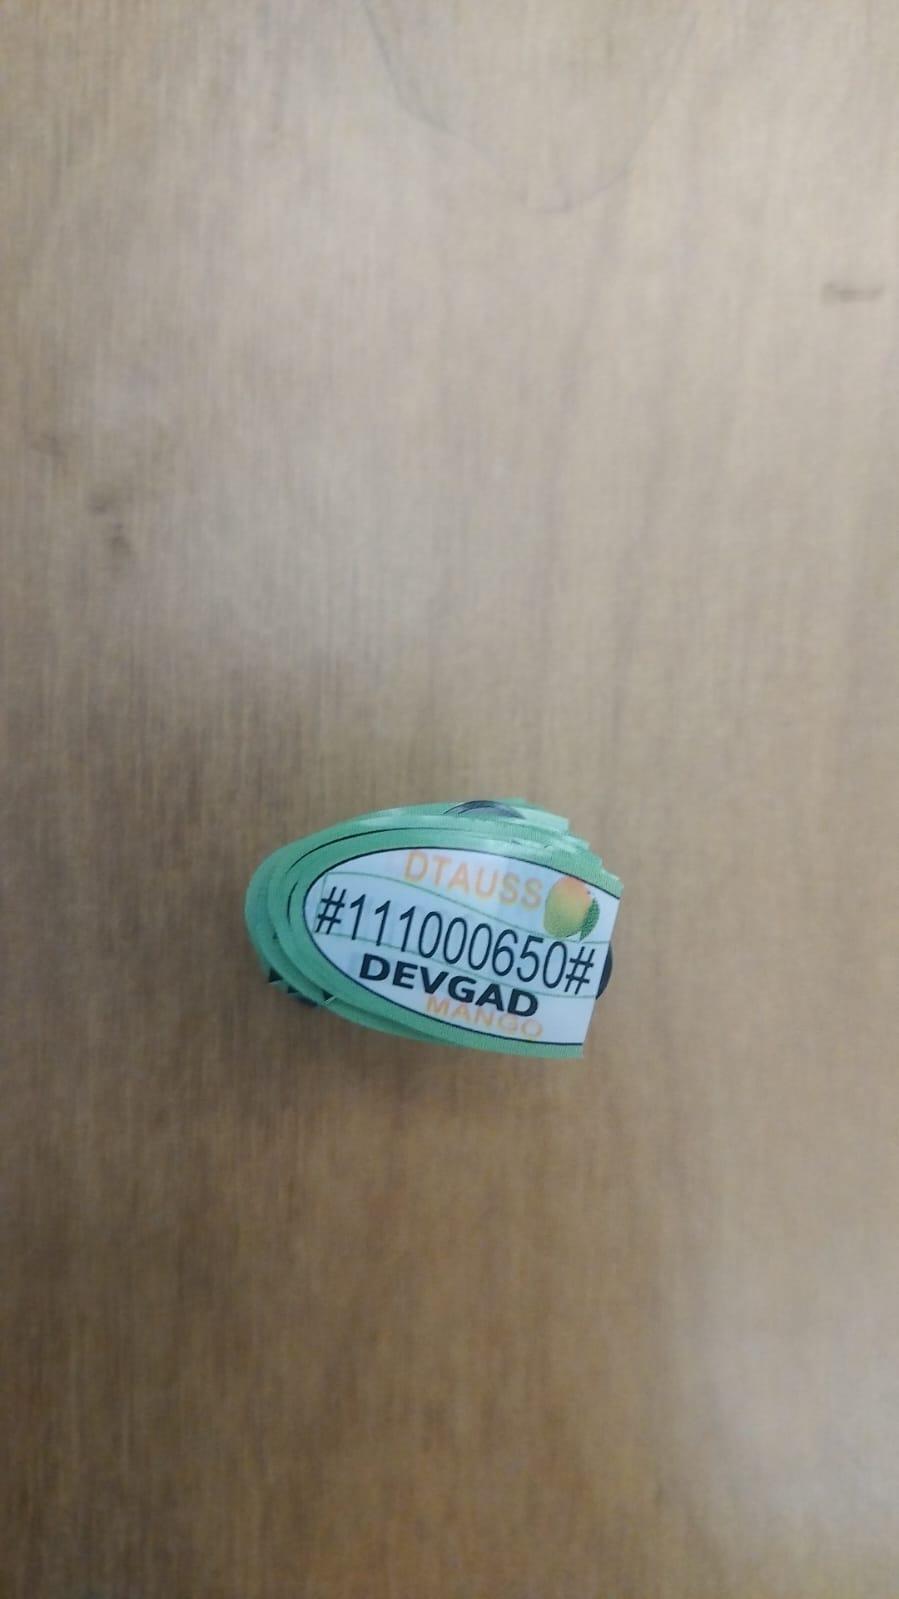 DTAUSS
#111000650#
DEVGAD
MANGO